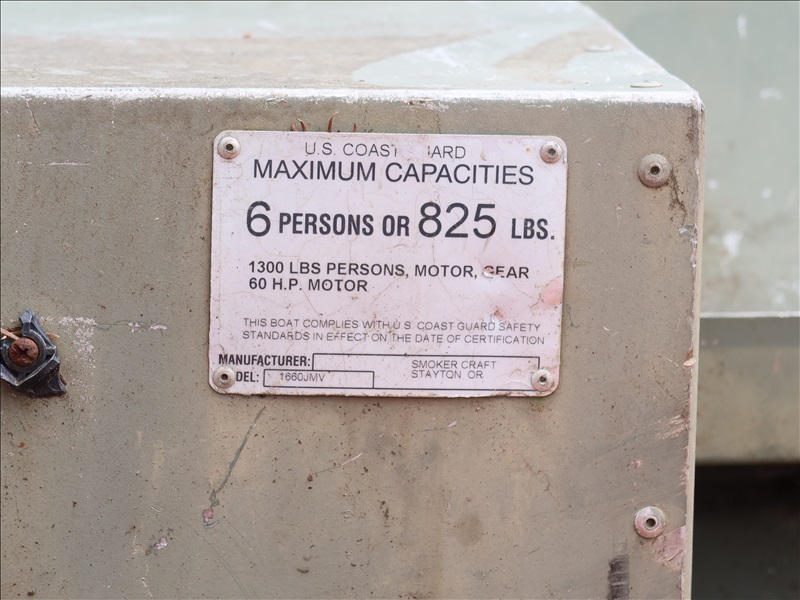 U.S. COAST  ARD
MAXIMUM CAPACITIES
6 PERSONS OR 825 LBS.
1300 LBS PERSONS, MOTOR, GEAR
60 H.P. MOTOR
THIS BOAT COMPLIES WITH U S COAST GUARD SAFETY
STANDARDS IN EFFECT ON THE DATE OF CERTIFICATION
MANUFACTURER: SMOKER CRAFT
STAYTON OR
DEL: 1660JMV